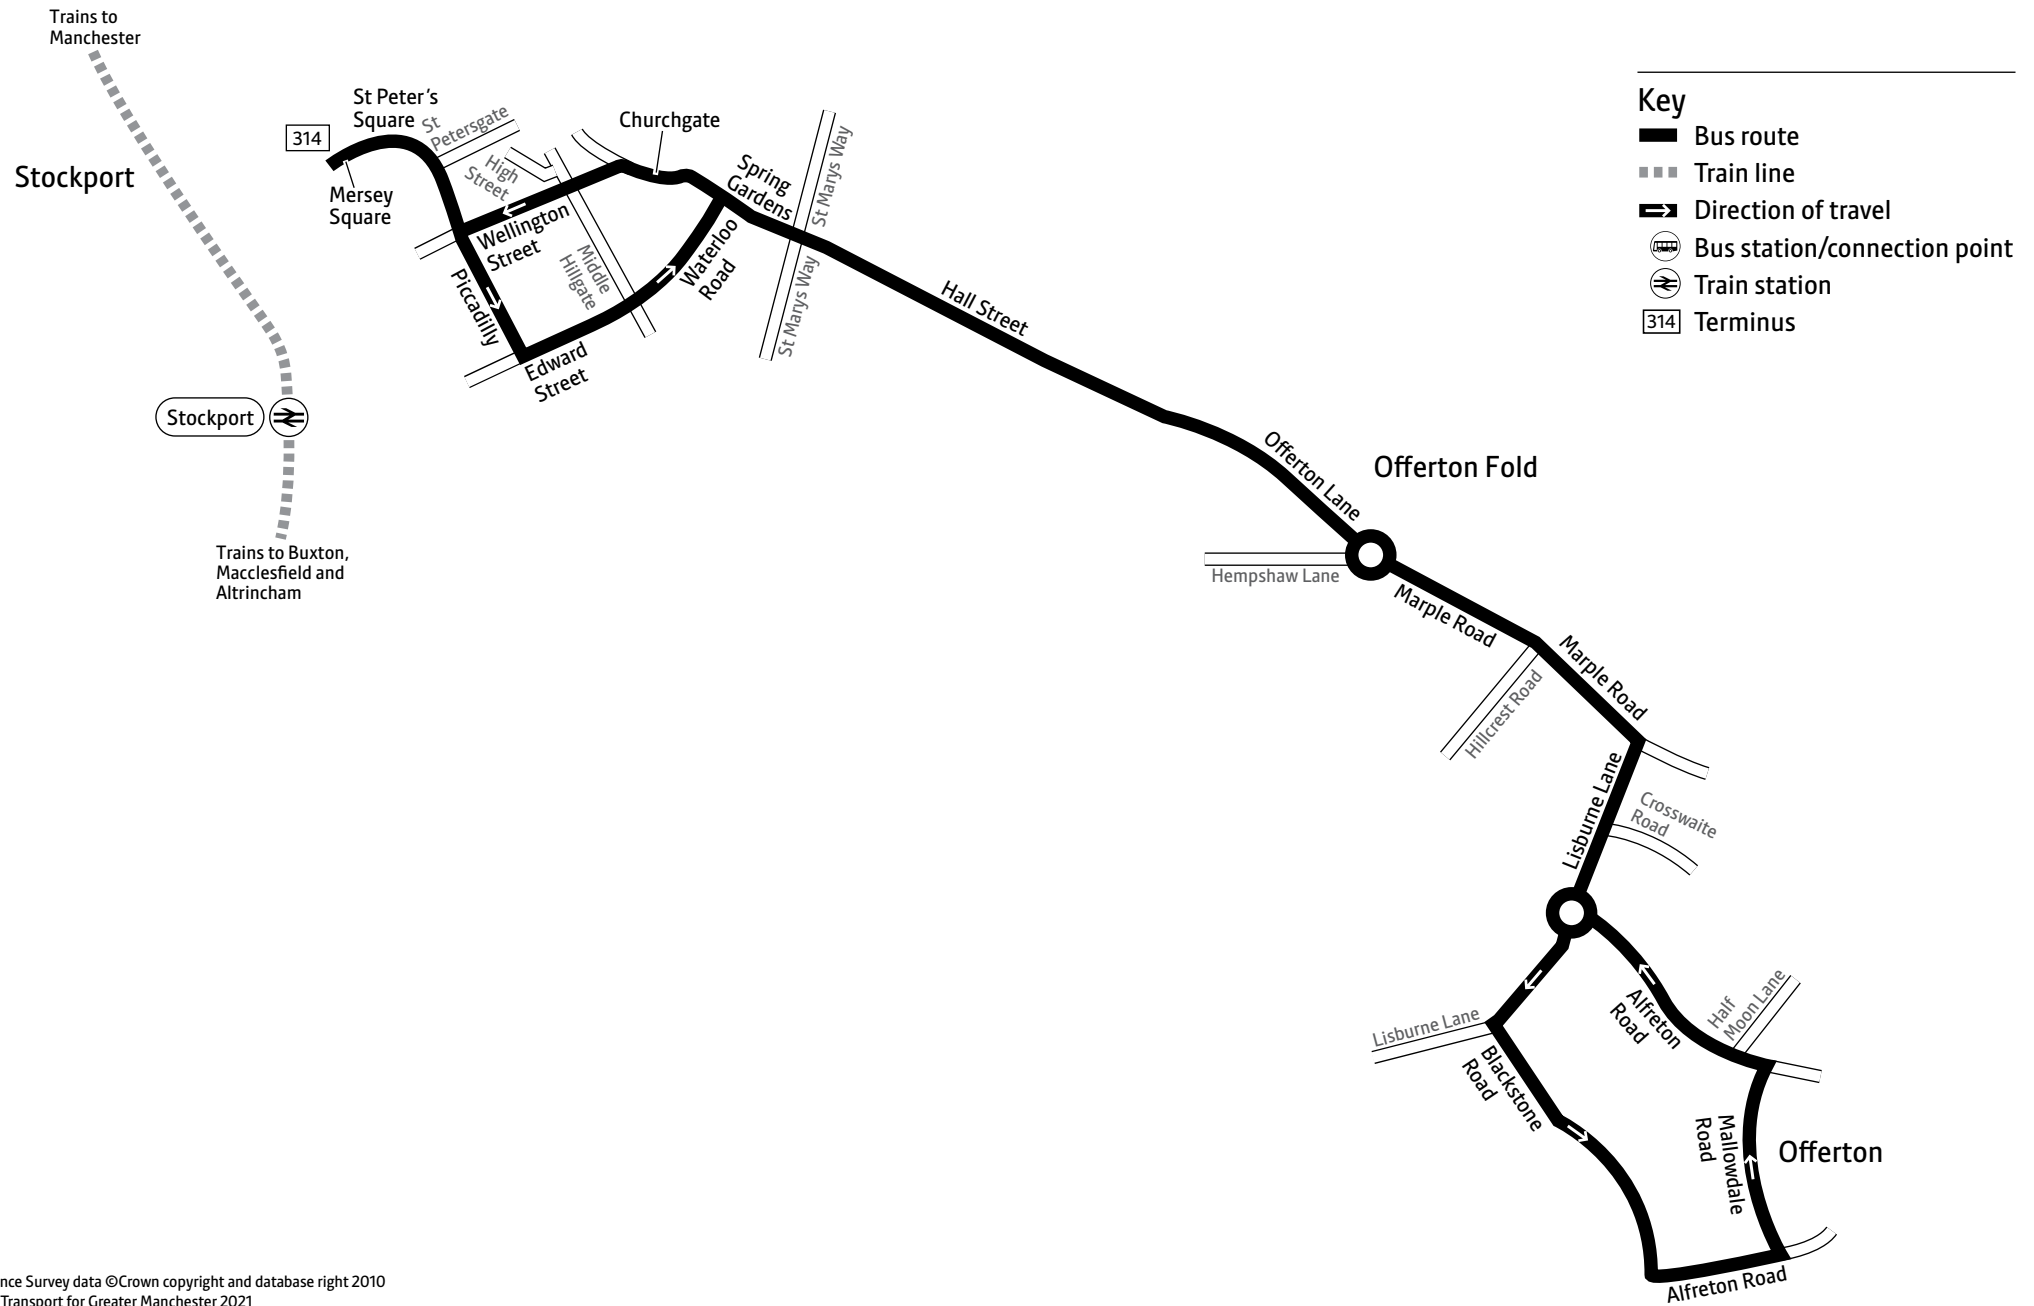 Trains to
Manchester
Stockport
314
St Peter's
Square
Mersey
Square
St
Petersgate
High
Street
Churchgate
Spring
Gardens
St Marys Way
St Marys Way
Wellington
Street
Middle
Hillgate
Waterloo
Road
Piccadilly
Edward
Street
Hall Street
Stockport
Trains to Buxton,
Macclesfield and
Altrincham
Offerton Lane
Offerton Fold
Hempshaw Lane
Marple Road
Marple Road
Hillcrest Road
Lisburne Lane
Crosswaite
Road
Alfreton
Road
Half
Moon Lane
Lisburne Lane
Blackstone
Road
Mallowdale
Road
Offerton
Alfreton Road
Key
Bus route
Train line
Direction of travel
Bus station/connection point
Train station
314 Terminus
nce Survey data ©Crown copyright and database right 2010
Transport for Greater Manchester 2021